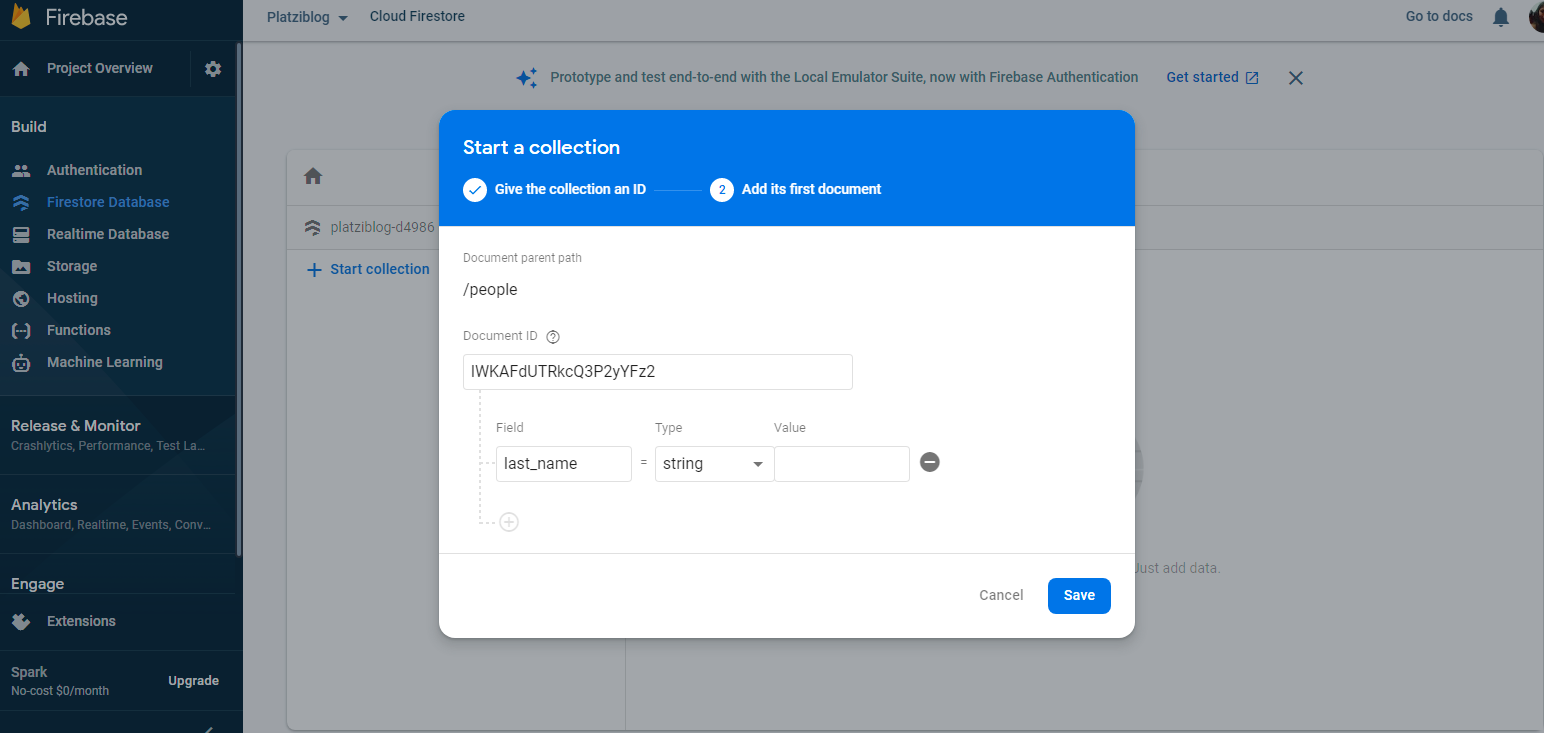 Firebase
Platziblog
Cloud Firestore
Go to docs
Project Overview
Prototype and test end-to-end with the Local Emulator Suite, now with Firebase Authentication
Get started
Build
Authentication
Firestore Database
Realtime Database
Storage
Hosting
Functions
Machine Learning
Release & Monitor
Crashlytics, Performance, Test La...
Analytics
Dashboard, Realtime, Events, Conv...
Engage
Extensions
Spark
No-cost $0/month
Upgrade
platziblog-d4986
Start collection
Start a collection
Give the collection an ID
2 Add its first document
Document parent path
/people
Document ID
IWKAFdUTRkcQ3P2yYFz2
Field Type Value
last_name = string
Just add data.
Cancel Save